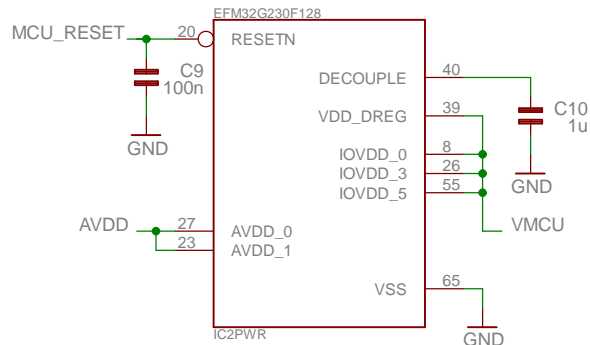 EFM32G230F128
MCU_RESET 20 RESETN
C9
100n
GND
DECOUPLE 40
VDD_DREG 39
C10
1u
IOVDD_0 8
IOVDD_3 26
IOVDD_5 55
GND
VMCU
AVDD 27 AVDD_0
23 AVDD_1
VSS 65
GND
IC2PWR